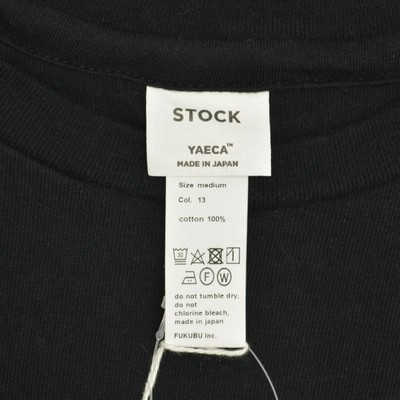 STOCK
YAECA™
MADE IN JAPAN
Size medium
Col. 13
cotton 100%
30
F W
do not tumble dry,
do not
chlorine bleach,
made in japan
FUKUBU Inc.